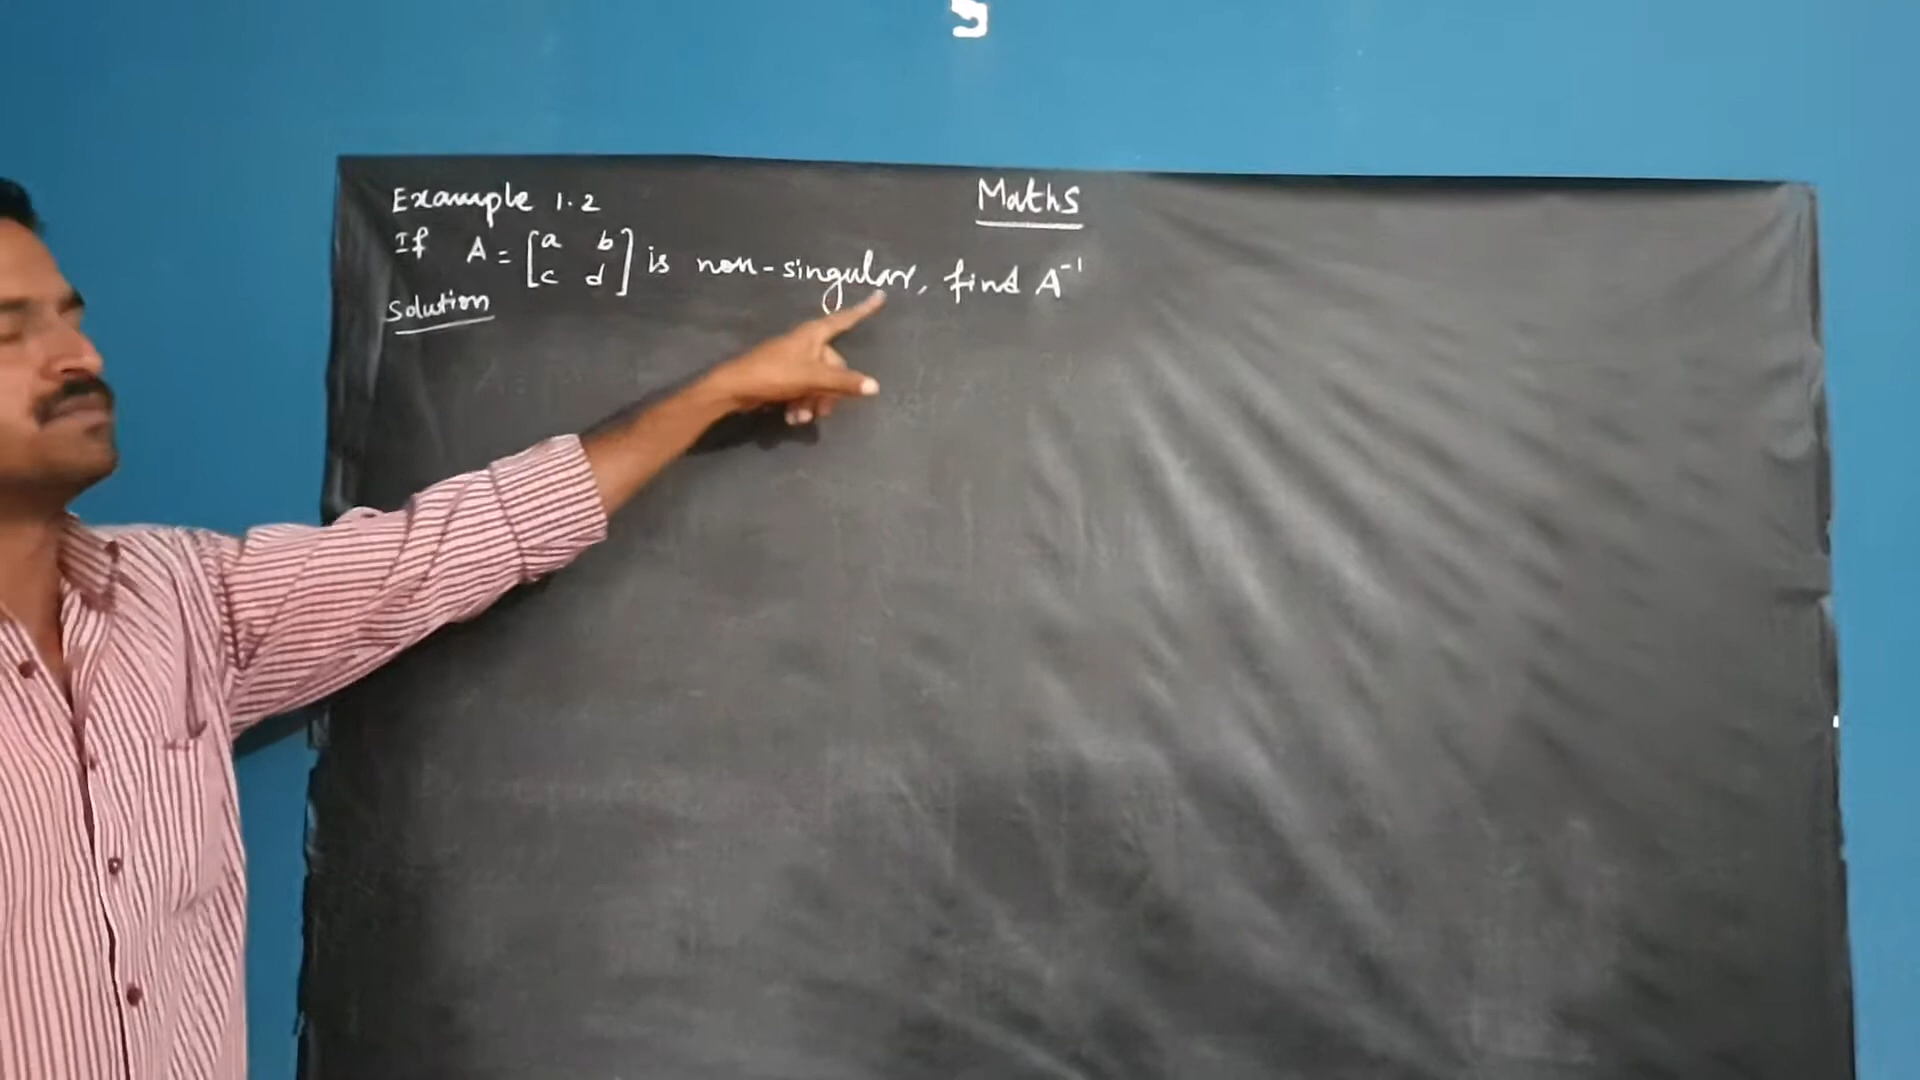 Maths
Example 1.2
If A = [a b
c d] is non-singular, find A⁻¹
Solution